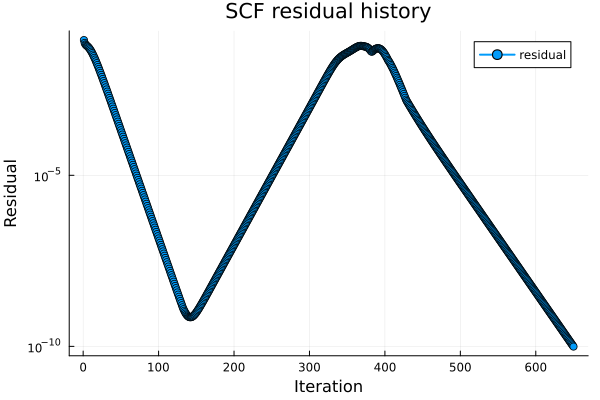 SCF residual history
residual
Residual
10⁻⁵
10⁻¹⁰
0 100 200 300 400 500 600
Iteration